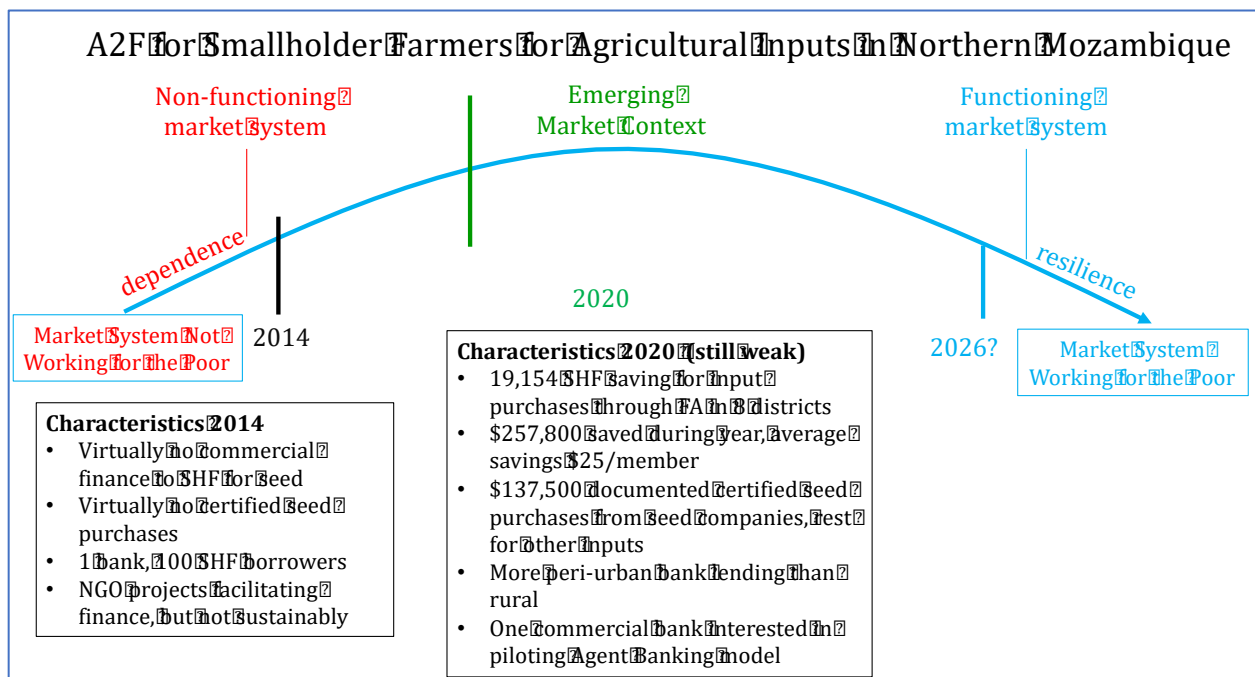 A2F for Smallholder Farmers for Agricultural Inputs in Northern Mozambique
Non-functioning
market system
Emerging
Market Context
Functioning
market system
dependence
resilience
Market System Not
Working for the Poor
2014
2020
2026?
Market System
Working for the Poor
Characteristics 2014
• Virtually no commercial
finance to SHF for seed
• Virtually no certified seed
purchases
• 1 bank, 100 SHF borrowers
• NGO projects facilitating
finance, but not sustainably
Characteristics 2020 (still weak)
• 19,154 SHF saving for input
purchases through FA in 8 districts
• $257,800 saved during year, average
savings $25/member
• $137,500 documented certified seed
purchases from seed companies, rest
for other inputs
• More peri-urban bank lending than
rural
• One commercial bank interested in
piloting Agent Banking model